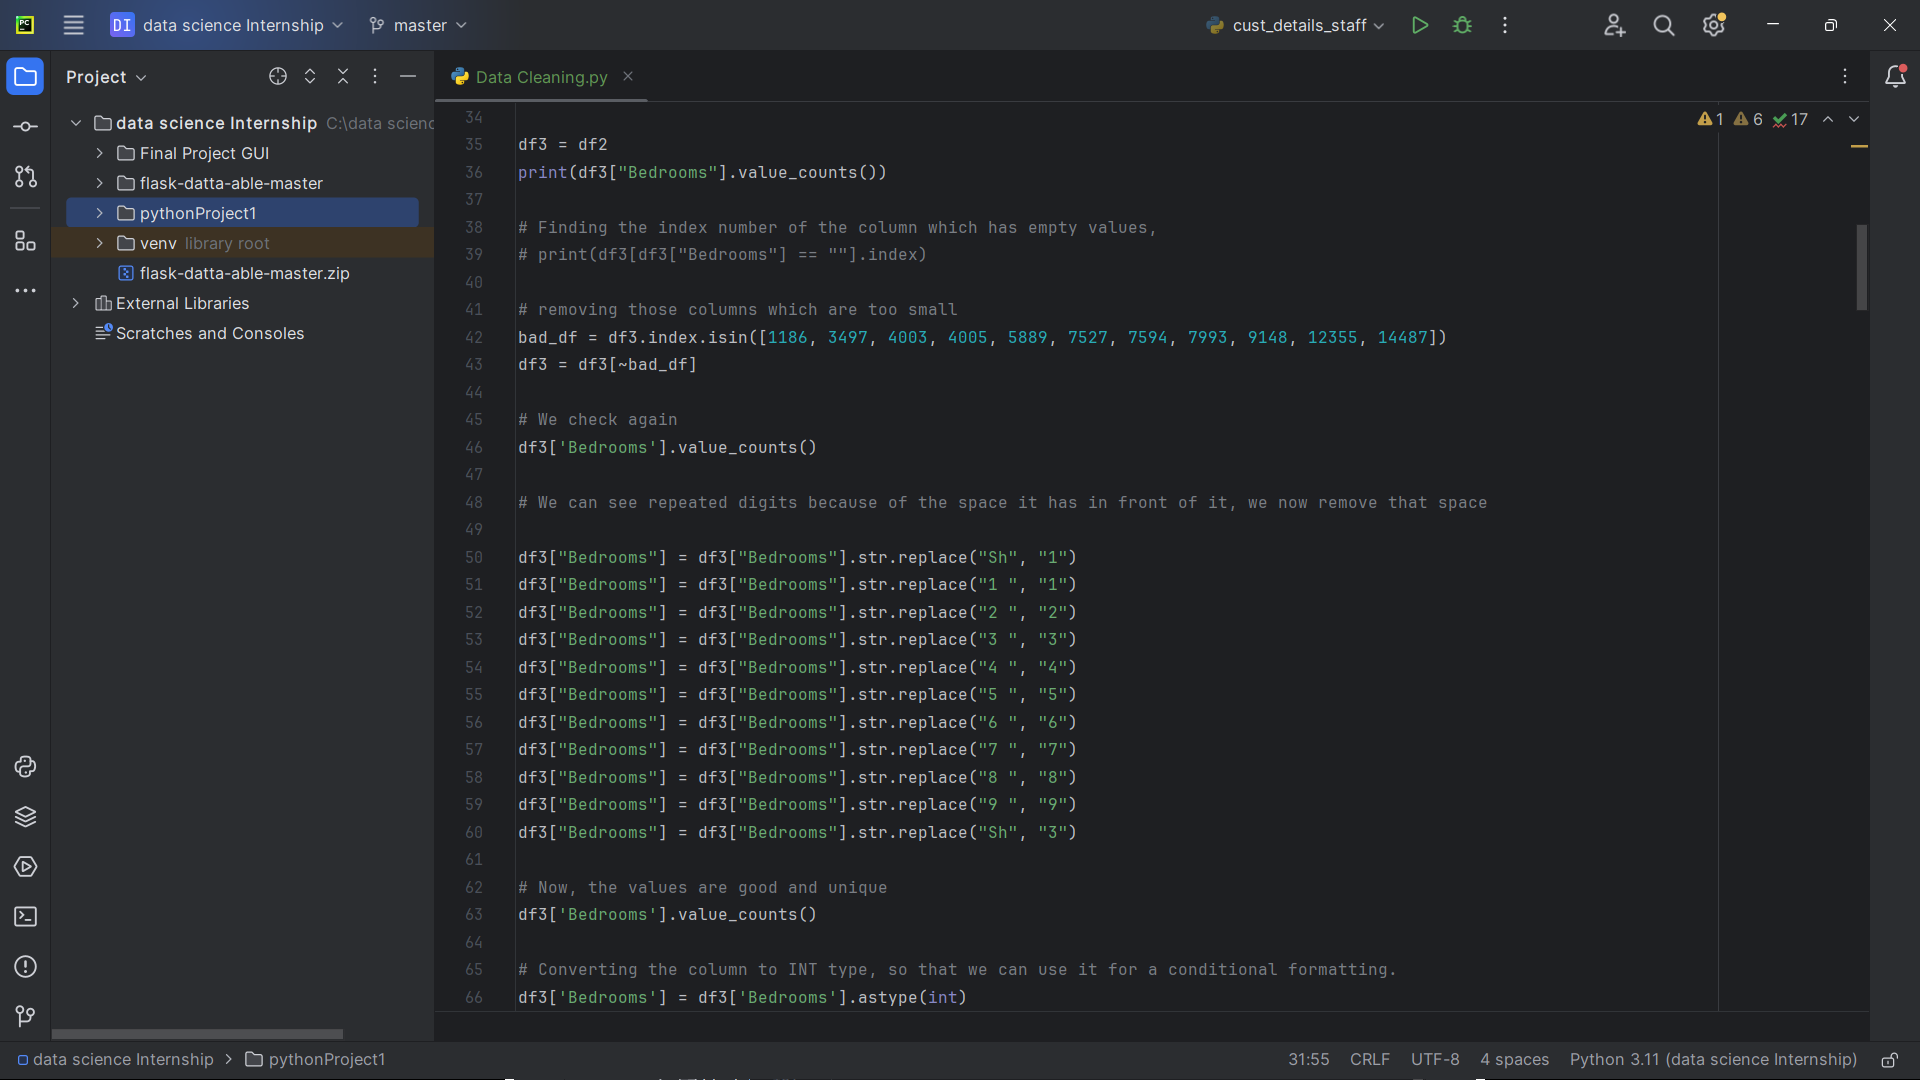 PC
DI data science Internship
master
cust_details_staff
Project
data science Internship C:\data scienc
Final Project GUI
flask-datta-able-master
pythonProject1
venv library root
flask-datta-able-master.zip
External Libraries
Scratches and Consoles
Data Cleaning.py
1 6 17
34
35 df3 = df2
36 print(df3["Bedrooms"].value_counts())
37
38 # Finding the index number of the column which has empty values,
39 # print(df3[df3["Bedrooms"] == ""].index)
40
41 # removing those columns which are too small
42 bad_df = df3.index.isin([1186, 3497, 4003, 4005, 5889, 7527, 7594, 7993, 9148, 12355, 14487])
43 df3 = df3[~bad_df]
44
45 # We check again
46 df3['Bedrooms'].value_counts()
47
48 # We can see repeated digits because of the space it has in front of it, we now remove that space
49
50 df3["Bedrooms"] = df3["Bedrooms"].str.replace("Sh", "1")
51 df3["Bedrooms"] = df3["Bedrooms"].str.replace("1 ", "1")
52 df3["Bedrooms"] = df3["Bedrooms"].str.replace("2 ", "2")
53 df3["Bedrooms"] = df3["Bedrooms"].str.replace("3 ", "3")
54 df3["Bedrooms"] = df3["Bedrooms"].str.replace("4 ", "4")
55 df3["Bedrooms"] = df3["Bedrooms"].str.replace("5 ", "5")
56 df3["Bedrooms"] = df3["Bedrooms"].str.replace("6 ", "6")
57 df3["Bedrooms"] = df3["Bedrooms"].str.replace("7 ", "7")
58 df3["Bedrooms"] = df3["Bedrooms"].str.replace("8 ", "8")
59 df3["Bedrooms"] = df3["Bedrooms"].str.replace("9 ", "9")
60 df3["Bedrooms"] = df3["Bedrooms"].str.replace("Sh", "3")
61
62 # Now, the values are good and unique
63 df3['Bedrooms'].value_counts()
64
65 # Converting the column to INT type, so that we can use it for a conditional formatting.
66 df3['Bedrooms'] = df3['Bedrooms'].astype(int)
data science Internship > pythonProject1
31:55 CRLF UTF-8 4 spaces Python 3.11 (data science Internship)